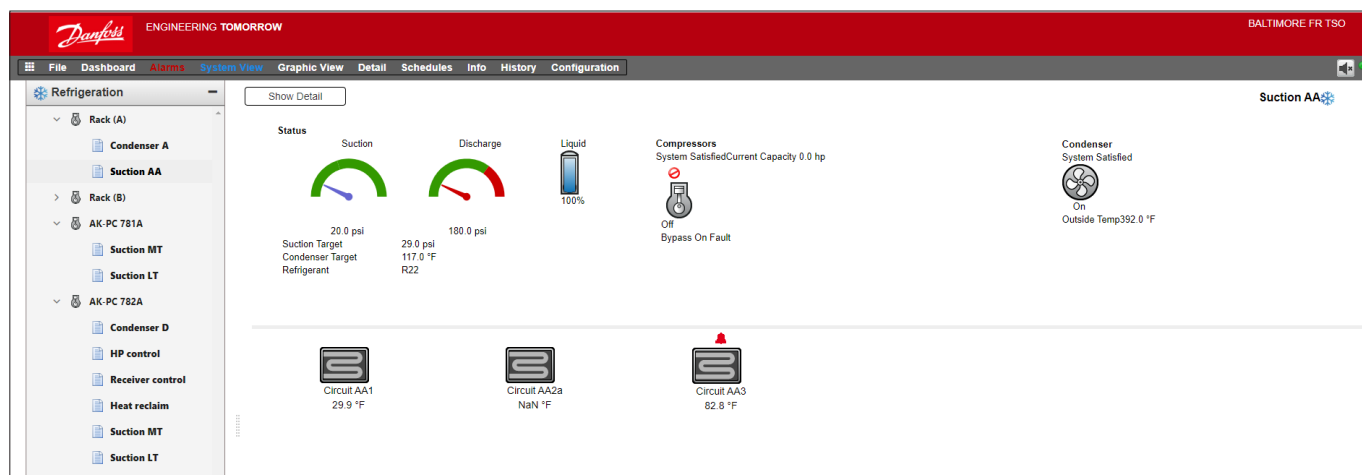 Danfoss
ENGINEERING TOMORROW
BALTIMORE FR TSO
File Dashboard Alarms System View Graphic View Detail Schedules Info History Configuration
Refrigeration
Rack (A)
Condenser A
Suction AA
Rack (B)
AK-PC 781A
Suction MT
Suction LT
AK-PC 782A
Condenser D
HP control
Receiver control
Heat reclaim
Suction MT
Suction LT
Show Detail
Suction AA
Status
Suction
Discharge
Liquid
100%
20.0 psi
180.0 psi
Suction Target 29.0 psi
Condenser Target 117.0 °F
Refrigerant R22
Compressors
System SatisfiedCurrent Capacity 0.0 hp
Off
Bypass On Fault
Condenser
System Satisfied
On
Outside Temp392.0 °F
Circuit AA1
29.9 °F
Circuit AA2a
NaN °F
Circuit AA3
82.8 °F